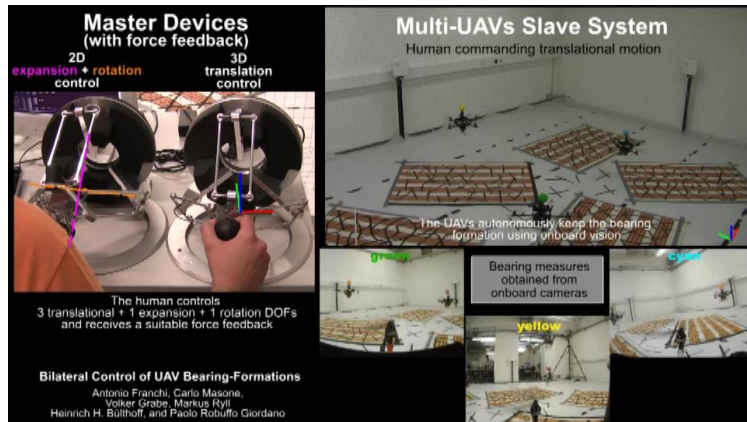 Master Devices
(with force feedback)
2D
expansion + rotation
control
3D
translation
control
The human controls
3 translational + 1 expansion + 1 rotation DOFs
and receives a suitable force feedback
Bilateral Control of UAV Bearing-Formations
Antonio Franchi, Carlo Masone,
Volker Grabe, Markus Ryll
Heinrich H. Bülthoff, and Paolo Robuffo Giordano
Multi-UAVs Slave System
Human commanding translational motion
The UAVs autonomously keep the bearing
formation using onboard vision
green
Bearing measures
obtained from
onboard cameras
cyan
yellow